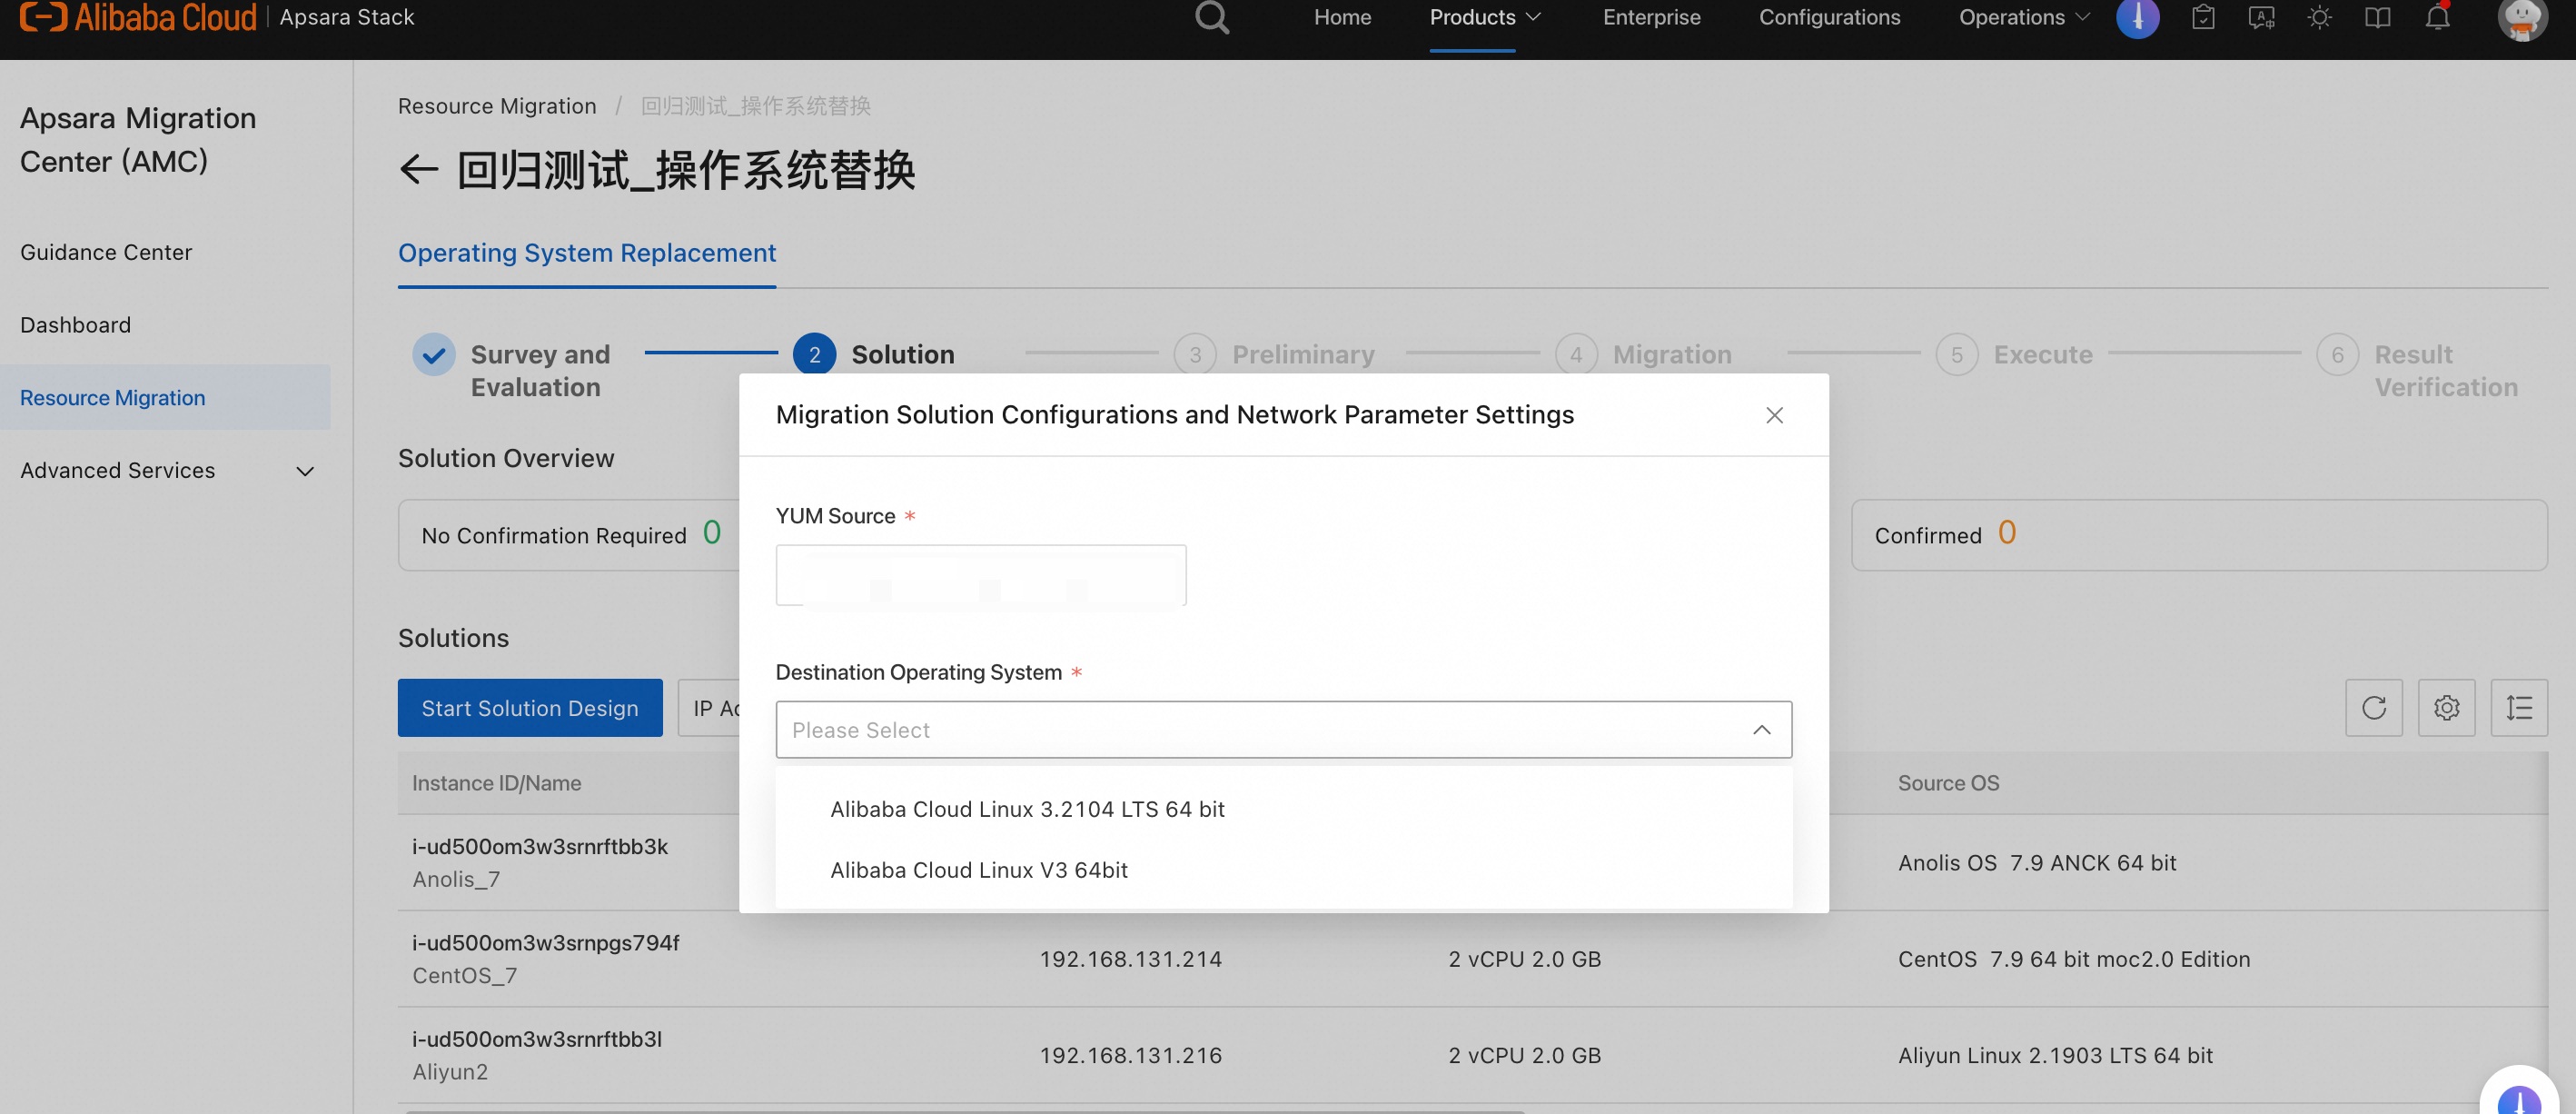 Alibaba Cloud | Apsara Stack
Home
Products
Enterprise
Configurations
Operations
Apsara Migration
Center (AMC)
Guidance Center
Dashboard
Resource Migration
Advanced Services
Resource Migration / 回归测试_操作系统替换
回归测试_操作系统替换
Operating System Replacement
Survey and
Evaluation
2 Solution
3 Preliminary
4 Migration
5 Execute
6 Result
Verification
Solution Overview
No Confirmation Required 0
Confirmed 0
Solutions
Start Solution Design
IP
Migration Solution Configurations and Network Parameter Settings
YUM Source *
Destination Operating System *
Please Select
Alibaba Cloud Linux 3.2104 LTS 64 bit
Alibaba Cloud Linux V3 64bit
Instance ID/Name
Source OS
i-ud500om3w3srnrftbb3k
Anolis_7
Anolis OS 7.9 ANCK 64 bit
i-ud500om3w3srnpgs794f
CentOS_7
192.168.131.214
2 vCPU 2.0 GB
CentOS 7.9 64 bit moc2.0 Edition
i-ud500om3w3srnrftbb3l
Aliyun2
192.168.131.216
2 vCPU 2.0 GB
Aliyun Linux 2.1903 LTS 64 bit